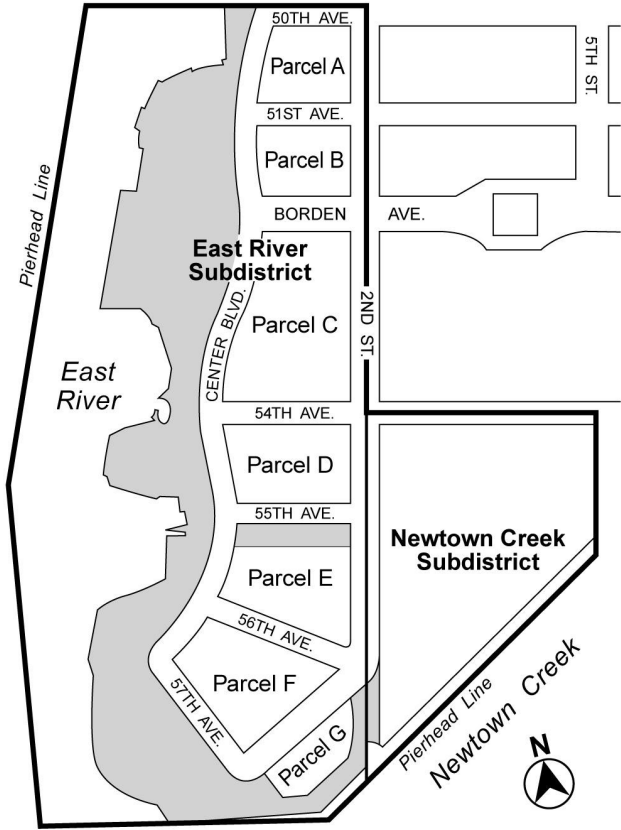 50TH AVE.
Parcel A
5TH ST.
51ST AVE.
Parcel B
Pierhead Line
BORDEN AVE.
East River
Subdistrict
2ND ST.
CENTER BLVD.
Parcel C
East
River
54TH AVE.
Parcel D
55TH AVE.
Newtown Creek
Subdistrict
Parcel E
56TH AVE.
Parcel F
57TH AVE.
Parcel G
Pierhead Line
Newtown Creek
N